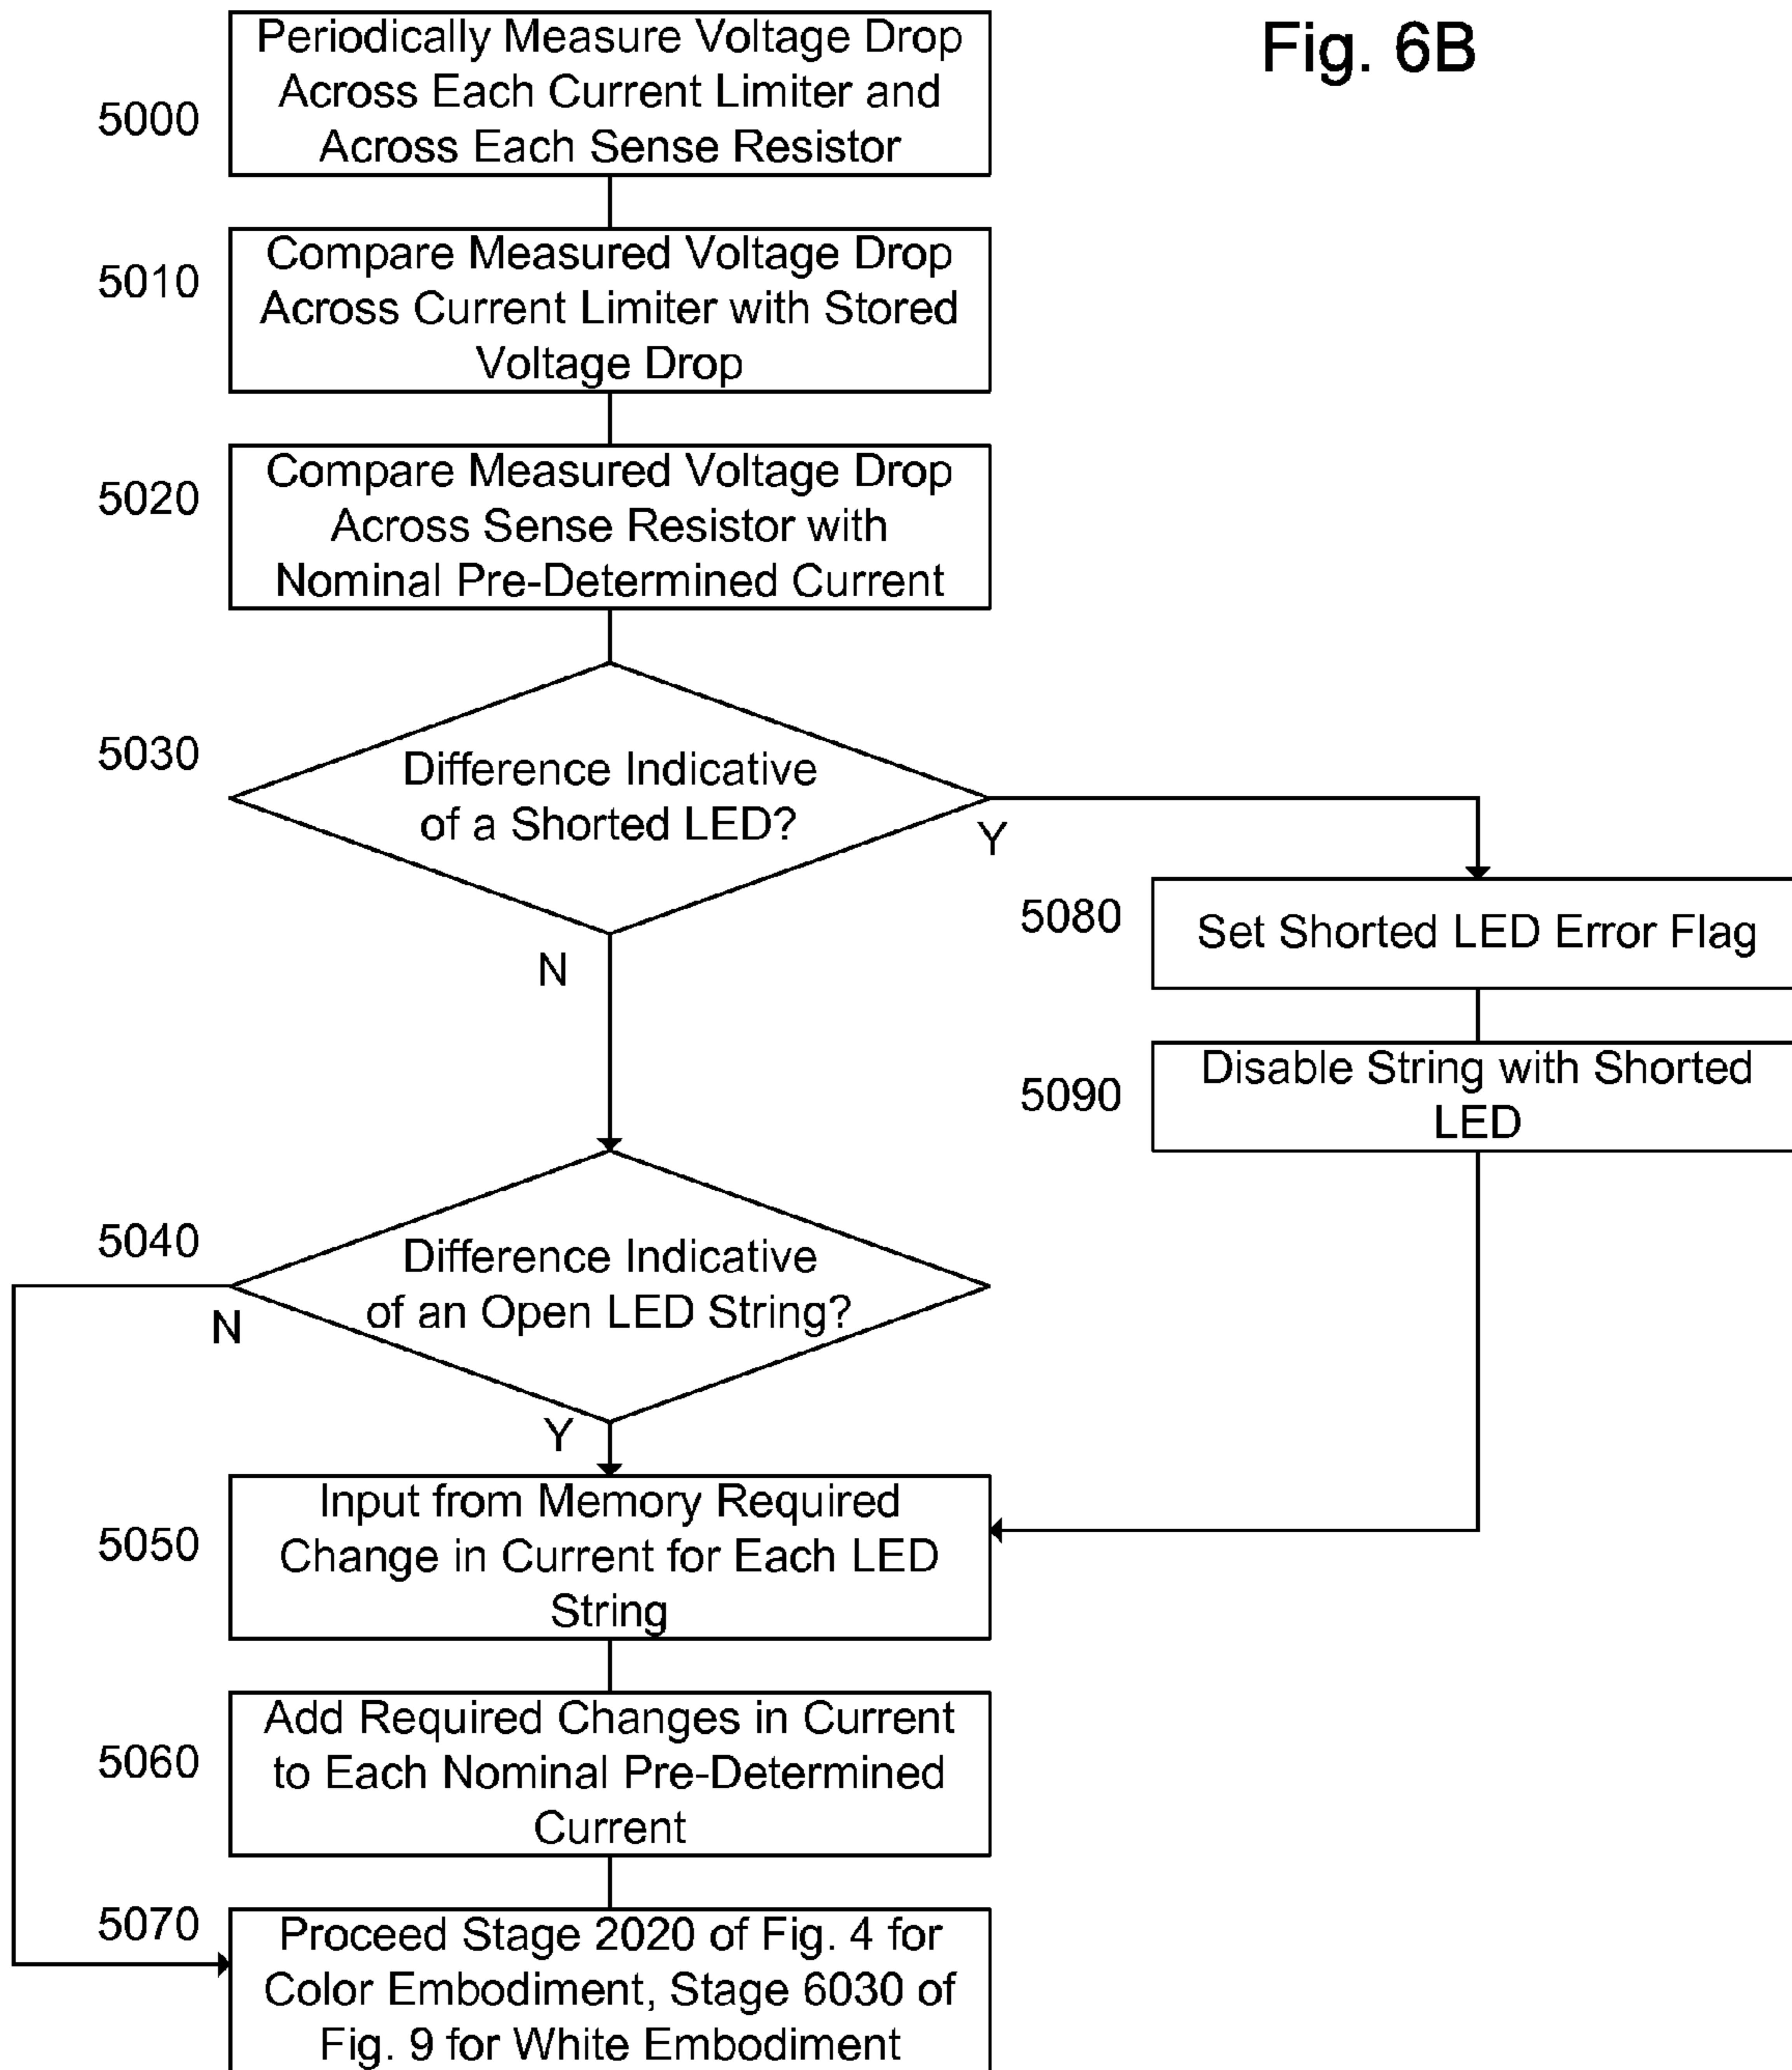 Fig. 6B
5000
Periodically Measure Voltage Drop
Across Each Current Limiter and
Across Each Sense Resistor
5010
Compare Measured Voltage Drop
Across Current Limiter with Stored
Voltage Drop
5020
Compare Measured Voltage Drop
Across Sense Resistor with
Nominal Pre-Determined Current
5030
Difference Indicative
of a Shorted LED?
Y
N
5080
Set Shorted LED Error Flag
5090
Disable String with Shorted
LED
5040
Difference Indicative
of an Open LED String?
N
Y
5050
Input from Memory Required
Change in Current for Each LED
String
5060
Add Required Changes in Current
to Each Nominal Pre-Determined
Current
5070
Proceed Stage 2020 of Fig. 4 for
Color Embodiment, Stage 6030 of
Fig. 9 for White Embodiment